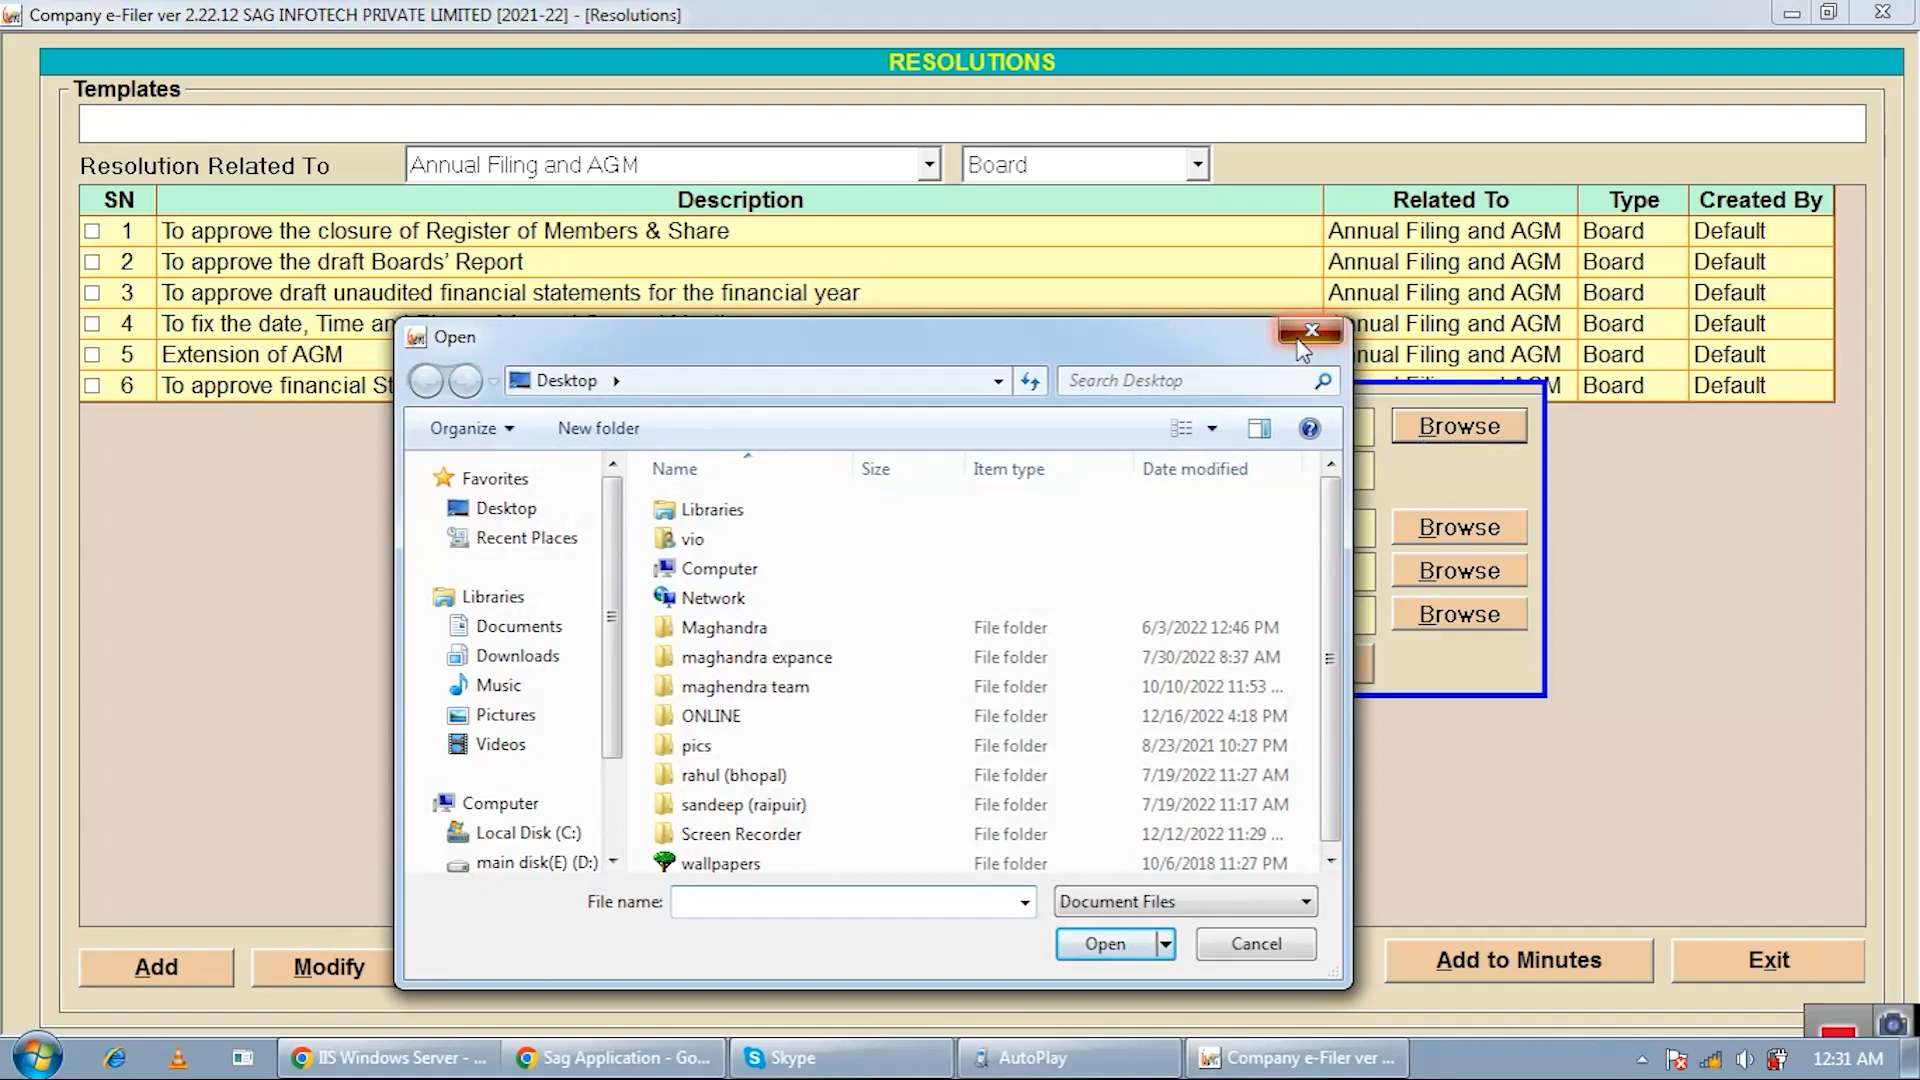 Company e-Filer ver 2.22.12 SAG INFOTECH PRIVATE LIMITED [2021-22] - [Resolutions]
RESOLUTIONS
Templates
Resolution Related To Annual Filing and AGM Board
SN Description Related To Type Created By
1 To approve the closure of Register of Members & Share Annual Filing and AGM Board Default
2 To approve the draft Boards' Report Annual Filing and AGM Board Default
3 To approve draft unaudited financial statements for the financial year Annual Filing and AGM Board Default
4 To fix the date, Time Annual Filing and AGM Board Default
5 Extension of AGM Annual Filing and AGM Board Default
6 To approve financial Board Default
Open
Desktop
Search Desktop
Browse
Organize New folder
Name Size Item type Date modified
Favorites
Desktop
Recent Places
Libraries
Documents
Downloads
Music
Pictures
Videos
Computer
Local Disk (C:)
main disk(E) (D:)
Libraries
vio
Computer
Network
Maghandra File folder 6/3/2022 12:46 PM
maghandra expance File folder 7/30/2022 8:37 AM
maghendra team File folder 10/10/2022 11:53 ...
ONLINE File folder 12/16/2022 4:18 PM
pics File folder 8/23/2021 10:27 PM
rahul (bhopal) File folder 7/19/2022 11:27 AM
sandeep (raipuir) File folder 7/19/2022 11:17 AM
Screen Recorder File folder 12/12/2022 11:29 ...
wallpapers File folder 10/6/2018 11:27 PM
Browse
Browse
Browse
File name: Document Files
Open Cancel
Add Modify Add to Minutes Exit
IIS Windows Server - ... Sag Application - Go... Skype AutoPlay Company e-Filer ver ... 12:31 AM